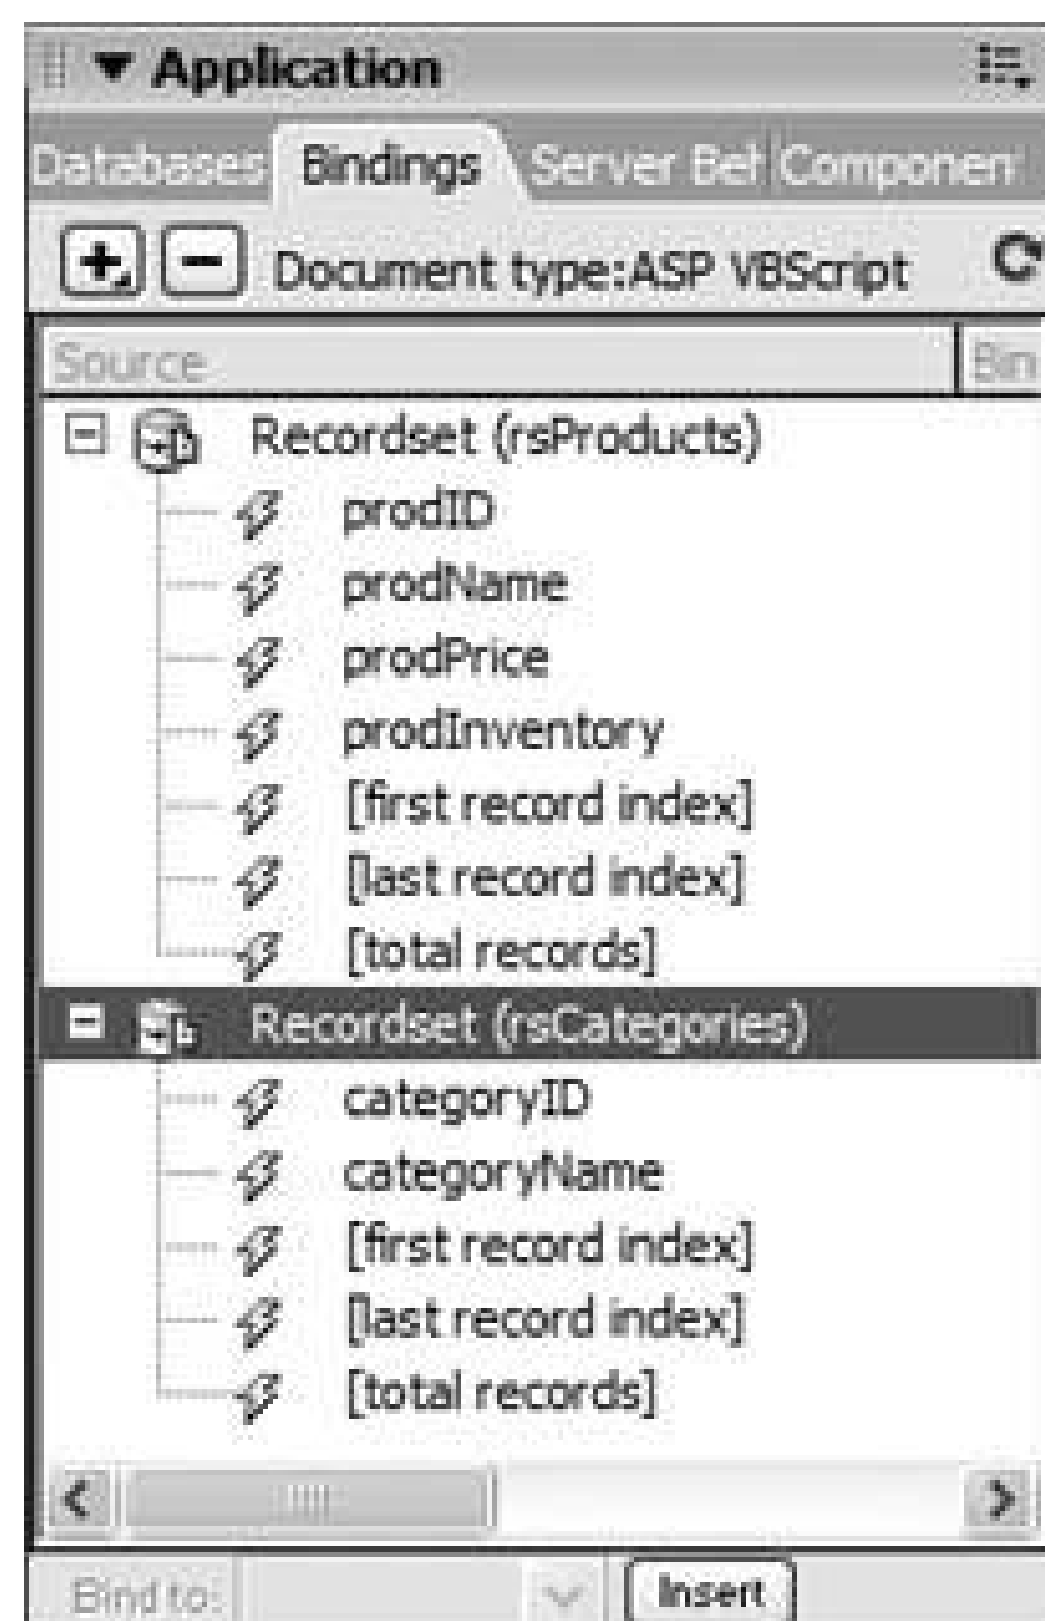 Application
Databases Bindings Server Beh Component
Document type:ASP VBScript
Source Bin
Recordset (rsProducts)
prodID
prodName
prodPrice
prodInventory
[first record index]
[last record index]
[total records]
Recordset (rsCategories)
categoryID
categoryName
[first record index]
[last record index]
[total records]
Bind to: Insert